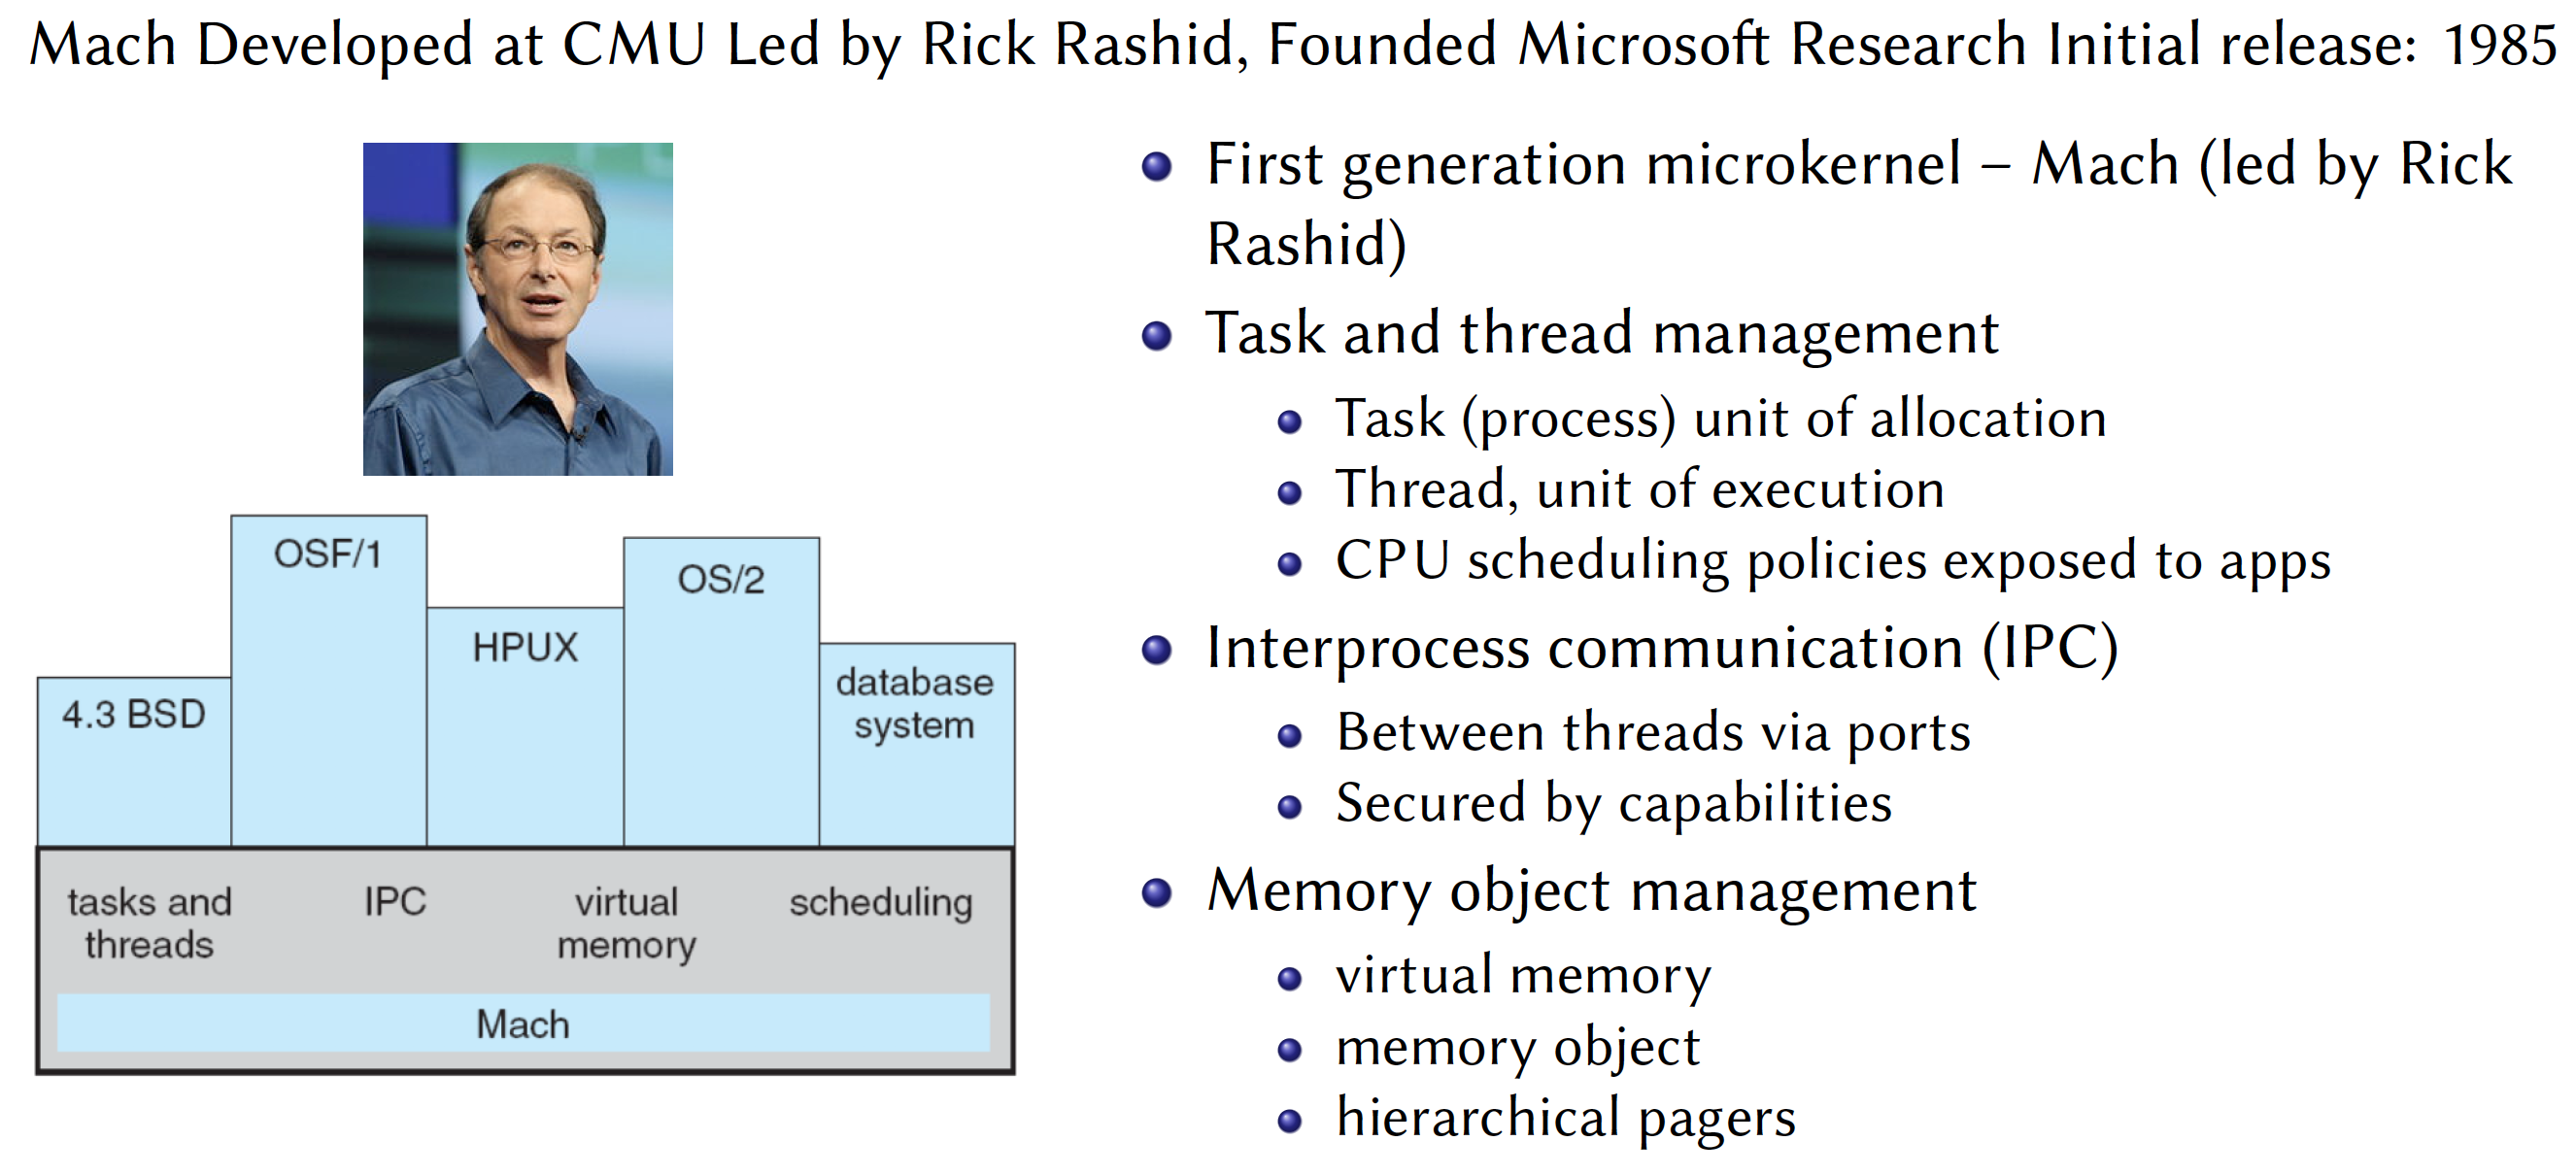 Mach Developed at CMU Led by Rick Rashid, Founded Microsoft Research Initial release: 1985
OSF/1
OS/2
HPUX
database
system
4.3 BSD
tasks and
threads
IPC
virtual
memory
scheduling
Mach
First generation microkernel – Mach (led by Rick
Rashid)
Task and thread management
Task (process) unit of allocation
Thread, unit of execution
CPU scheduling policies exposed to apps
Interprocess communication (IPC)
Between threads via ports
Secured by capabilities
Memory object management
virtual memory
memory object
hierarchical pagers